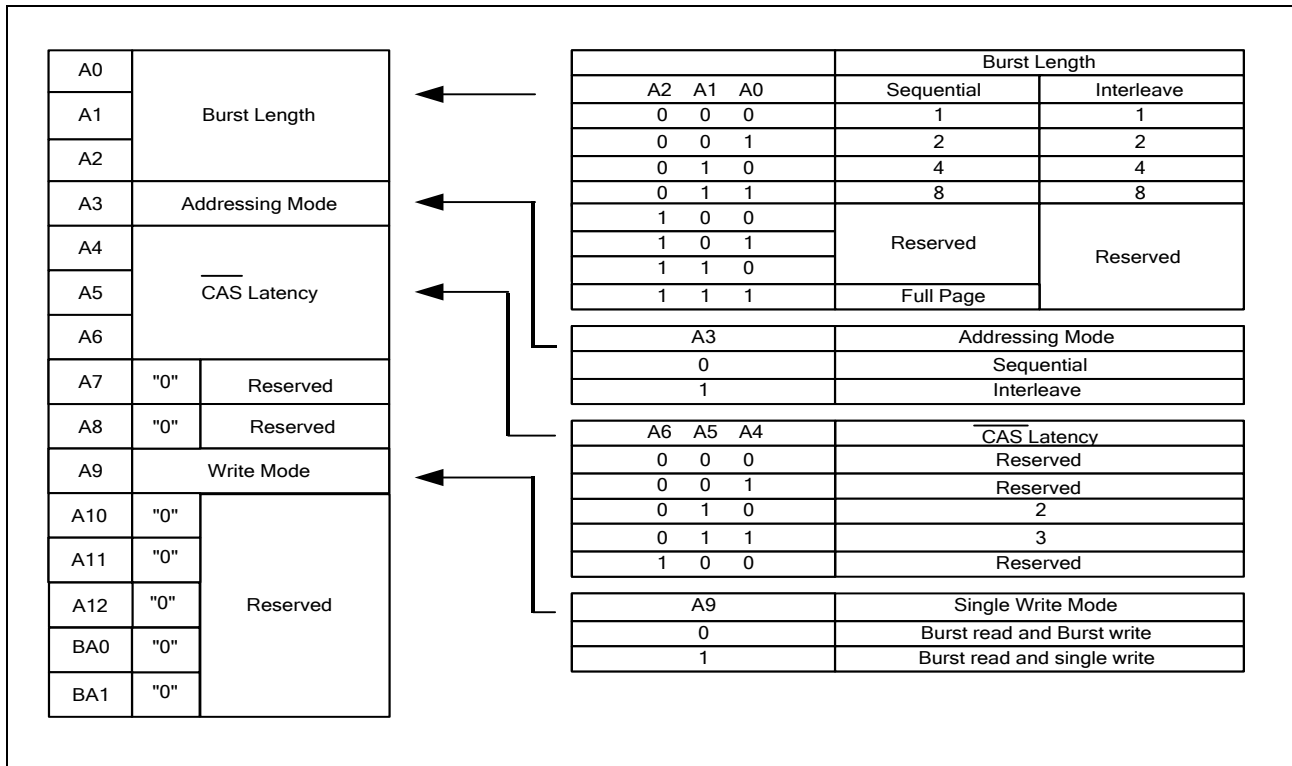 A0
A1
A2
Burst Length
A3 Addressing Mode
A4
A5
A6
CAS Latency
A7 "0" Reserved
A8 "0" Reserved
A9 Write Mode
A10 "0"
A11 "0"
A12 "0"
BA0 "0"
BA1 "0"
Reserved
Burst Length
A2 A1 A0 Sequential Interleave
0 0 0 1 1
0 0 1 2 2
0 1 0 4 4
0 1 1 8 8
1 0 0
1 0 1
1 1 0
Reserved
Reserved
1 1 1 Full Page
A3 Addressing Mode
0 Sequential
1 Interleave
A6 A5 A4 CAS Latency
0 0 0 Reserved
0 0 1 Reserved
0 1 0 2
0 1 1 3
1 0 0 Reserved
A9 Single Write Mode
0 Burst read and Burst write
1 Burst read and single write